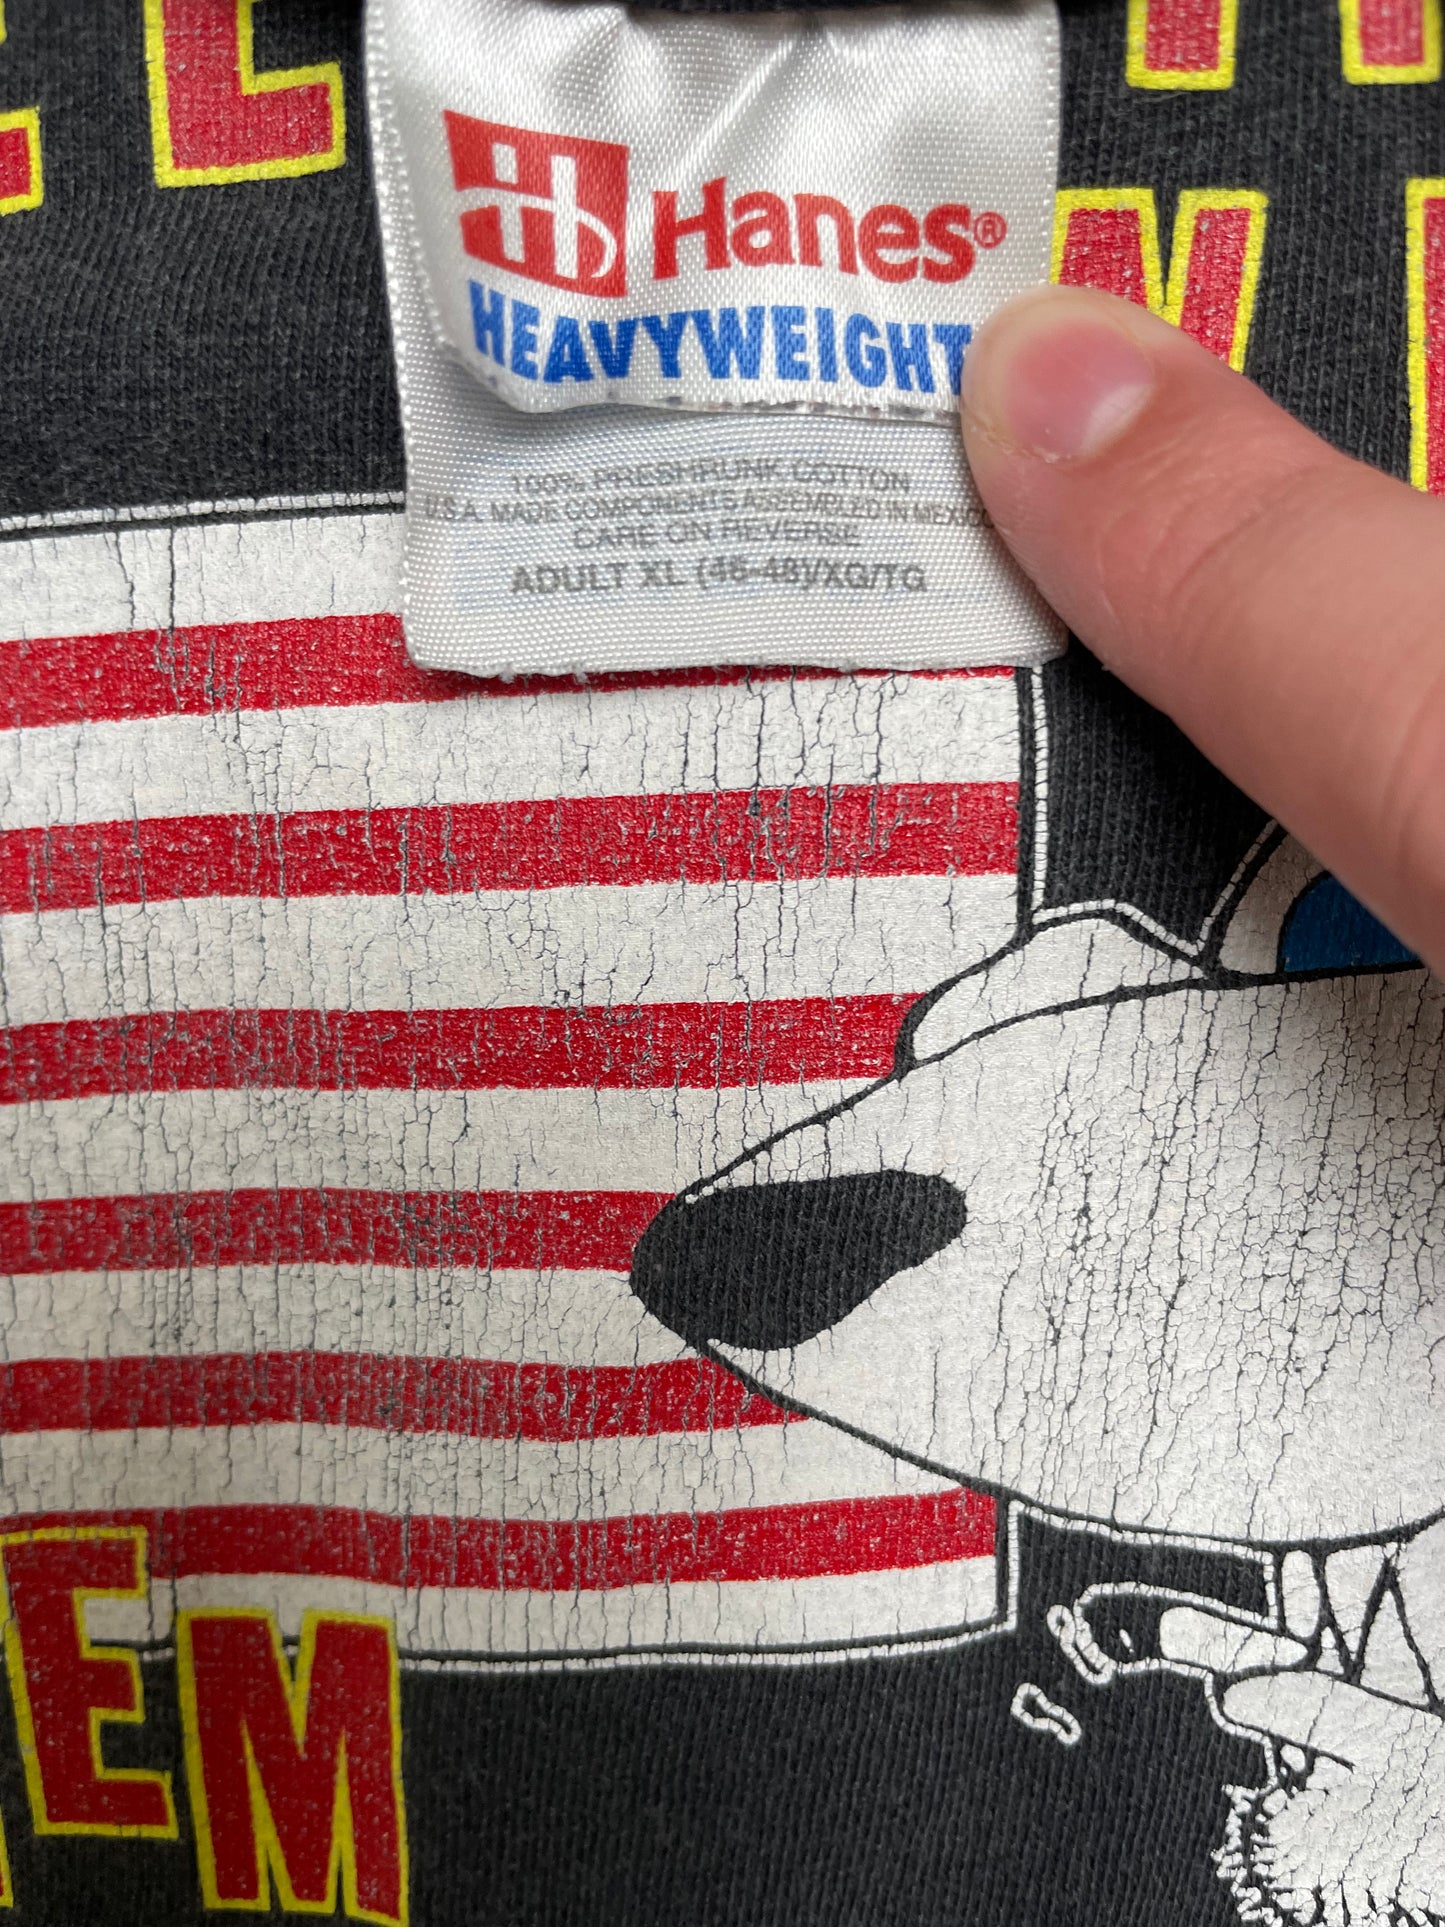 Hanes®
HEAVYWEIGHT
100% PRESHRUNK COTTON
U.S.A. MADE COMPONENTS ASSEMBLED IN MEXICO
CARE ON REVERSE
ADULT XL (46-48)/XG/TG
EM